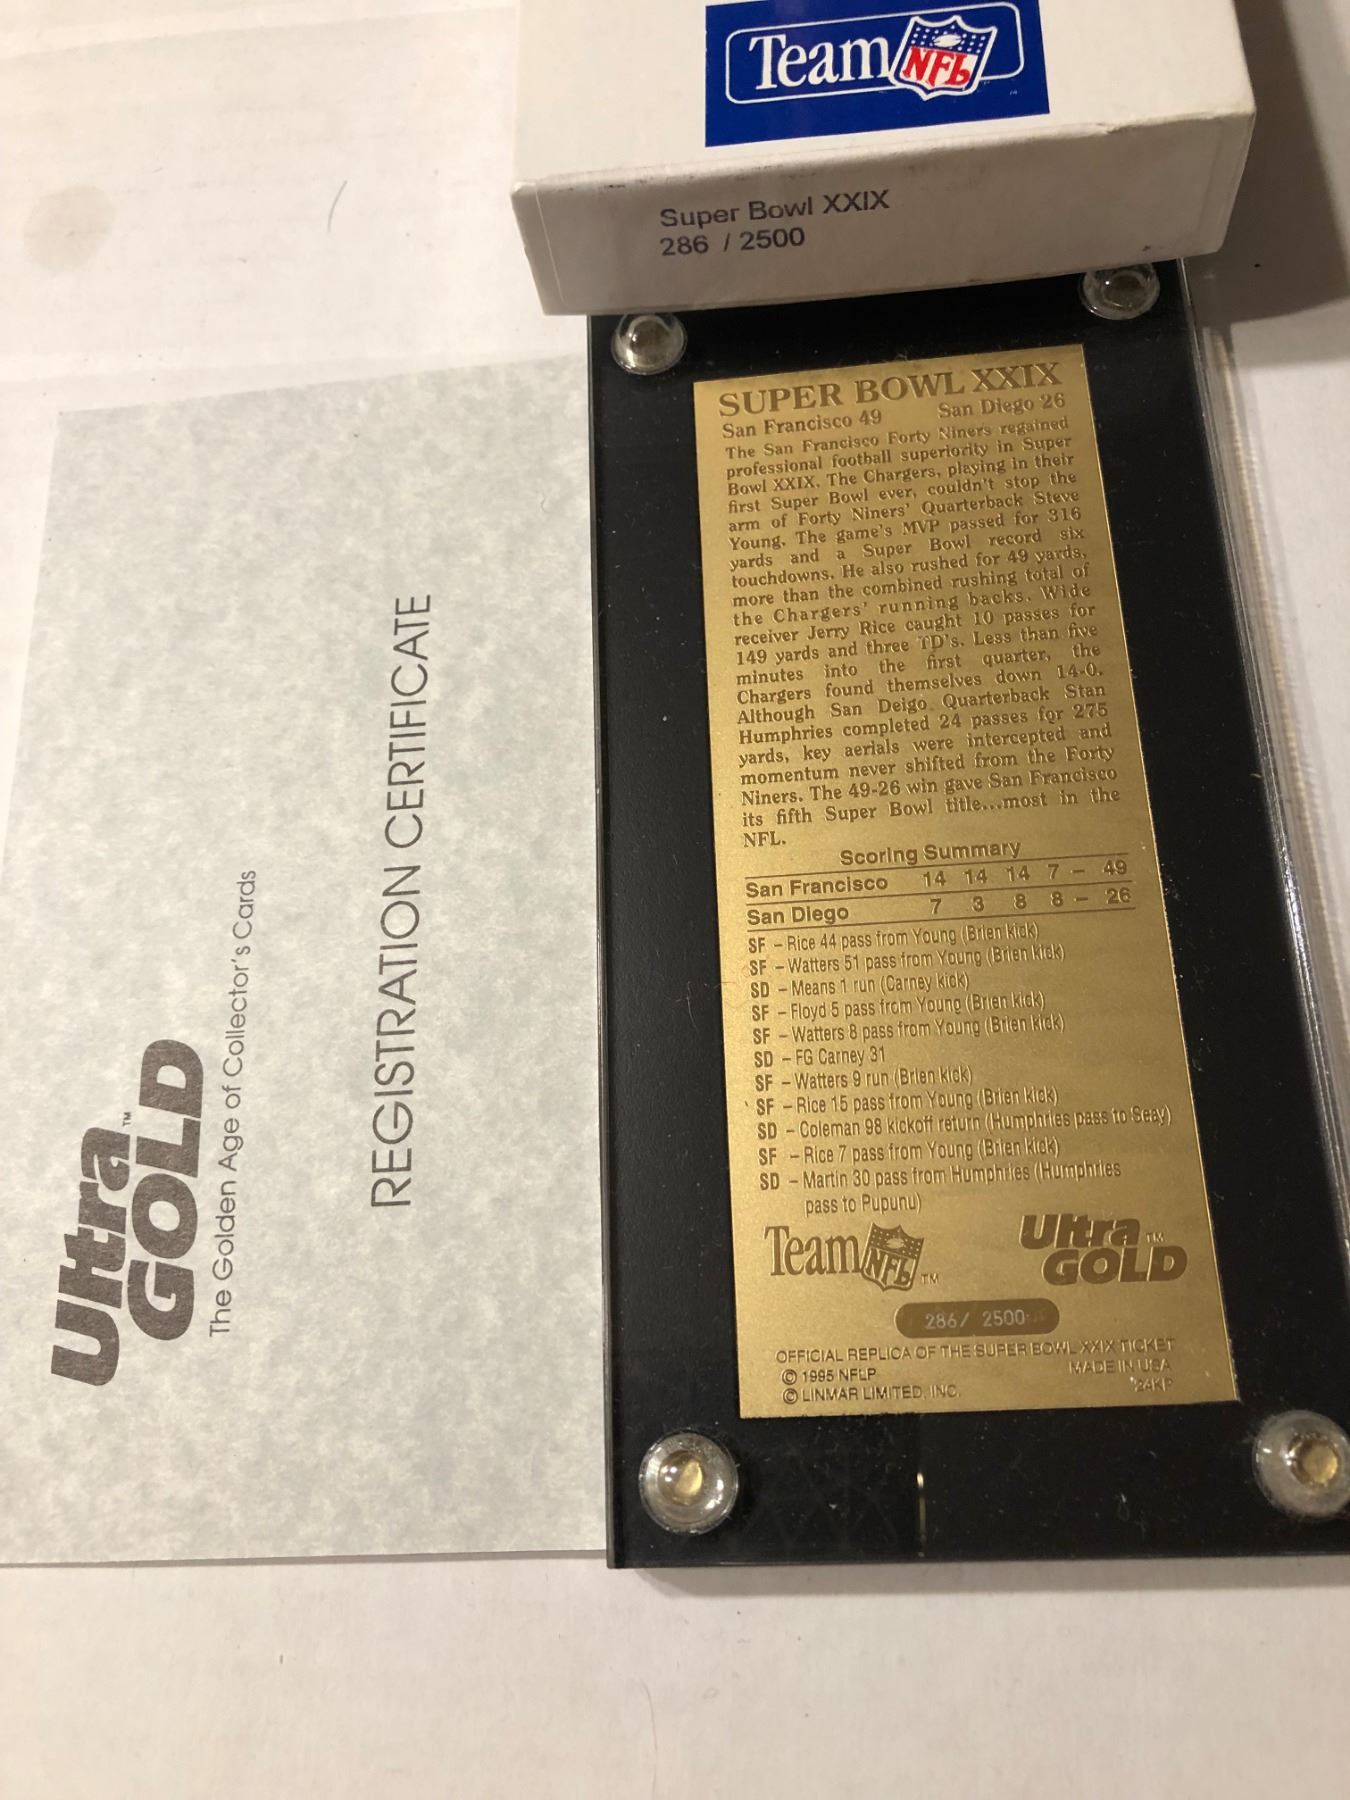 Team NFL
Super Bowl XXIX
286 / 2500
SUPER BOWL XXIX
San Francisco 49 San Diego 26
The San Francisco Forty Niners regained
professional football superiority in Super
Bowl XXIX. The Chargers, playing in their
first Super Bowl ever, couldn't stop the
arm of Forty Niners' Quarterback Steve
Young. The game's MVP passed for 316
yards and a Super Bowl record six
touchdowns. He also rushed for 49 yards,
more than the combined rushing total of
the Chargers' running backs. Wide
receiver Jerry Rice caught 10 passes for
149 yards and three TD's. Less than five
minutes into the first quarter, the
Chargers found themselves down 14-0.
Although San Deigo Quarterback Stan
Humphries completed 24 passes for 275
yards, key aerials were intercepted and
momentum never shifted from the Forty
Niners. The 49-26 win gave San Francisco
its fifth Super Bowl title...most in the
NFL.
Scoring Summary
San Francisco 14 14 14 7 – 49
San Diego 7 3 8 8 – 26
SF – Rice 44 pass from Young (Brien kick)
SF – Watters 51 pass from Young (Brien kick)
SD – Means 1 run (Carney kick)
SF – Floyd 5 pass from Young (Brien kick)
SF – Watters 8 pass from Young (Brien kick)
SD – FG Carney 31
SF – Watters 9 run (Brien kick)
SF – Rice 15 pass from Young (Brien kick)
SD – Coleman 98 kickoff return (Humphries pass to Seay)
SF – Rice 7 pass from Young (Brien kick)
SD – Martin 30 pass from Humphries (Humphries
pass to Pupunu)
Team NFL ™
Ultra ™
GOLD
286/ 2500
OFFICIAL REPLICA OF THE SUPER BOWL XXIX TICKET
© 1995 NFLP MADE IN USA
© LINMAR LIMITED, INC. 24KP
Ultra ™
GOLD
The Golden Age of Collector's Cards
REGISTRATION CERTIFICATE